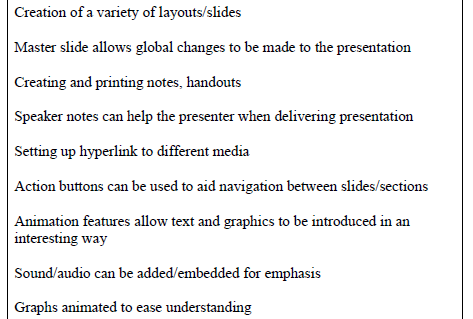 Creation of a variety of layouts/slides
Master slide allows global changes to be made to the presentation
Creating and printing notes, handouts
Speaker notes can help the presenter when delivering presentation
Setting up hyperlink to different media
Action buttons can be used to aid navigation between slides/sections
Animation features allow text and graphics to be introduced in an
interesting way
Sound/audio can be added/embedded for emphasis
Graphs animated to ease understanding